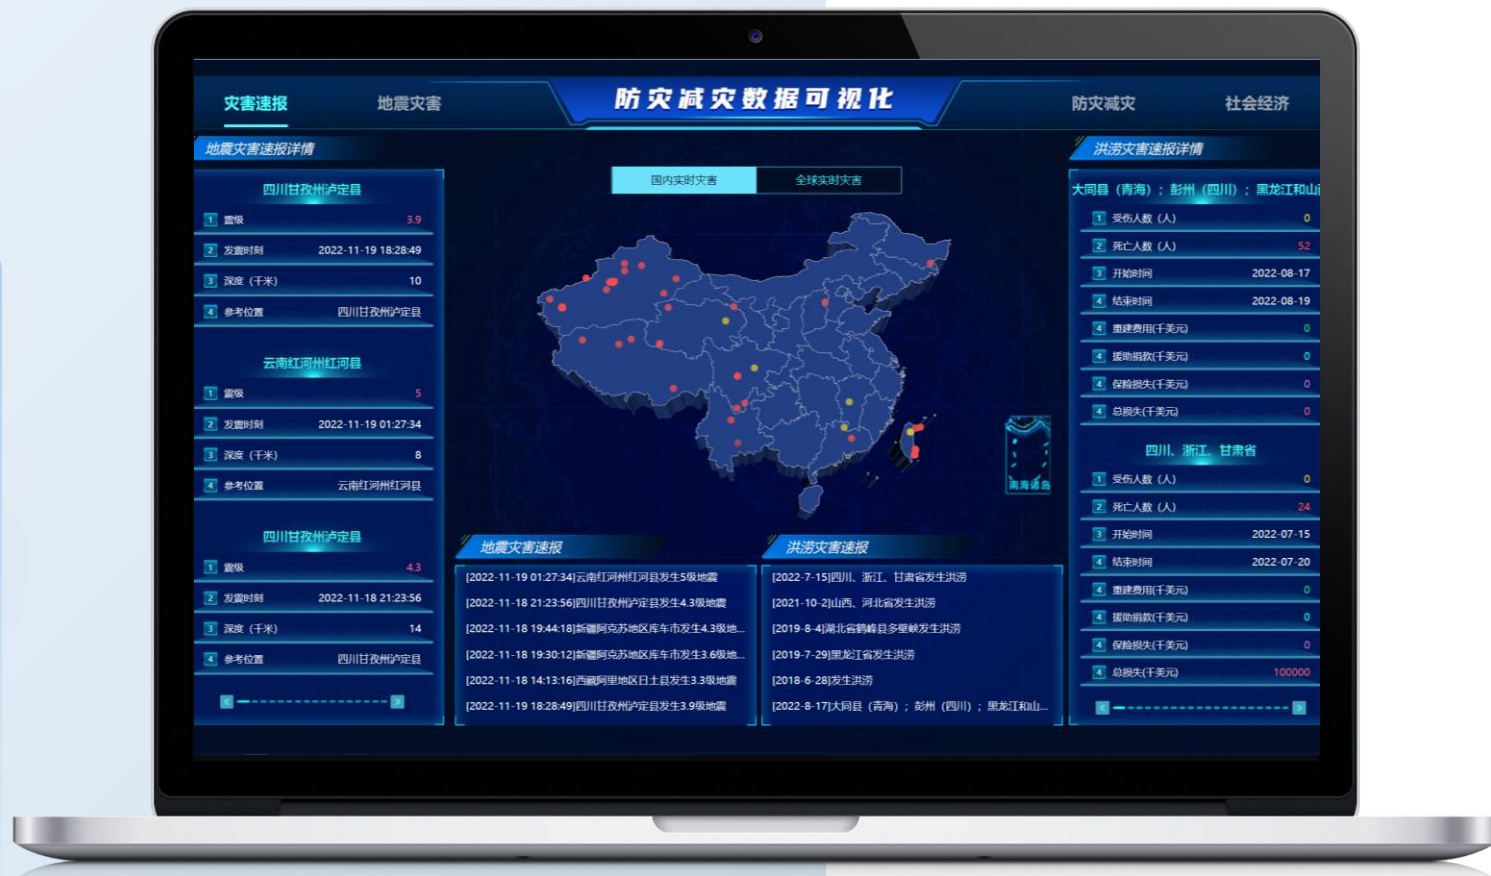 灾害速报
地震灾害
防灾减灾数据可视化
防灾减灾
社会经济
地震灾害速报详情
四川甘孜州泸定县
1 震级 3.9
2 发震时刻 2022-11-19 18:28:49
3 深度（千米） 10
4 参考位置 四川甘孜州泸定县
云南红河州红河县
1 震级 5
2 发震时刻 2022-11-19 01:27:34
3 深度（千米） 8
4 参考位置 云南红河州红河县
四川甘孜州泸定县
1 震级 4.3
2 发震时刻 2022-11-18 21:23:56
3 深度（千米） 14
4 参考位置 四川甘孜州泸定县
国内实时灾害
全球实时灾害
南海诸岛
地震灾害速报
[2022-11-19 01:27:34]云南红河州红河县发生5级地震
[2022-11-18 21:23:56]四川甘孜州泸定县发生4.3级地震
[2022-11-18 19:44:18]新疆阿克苏地区库车市发生4.3级地...
[2022-11-18 19:30:12]新疆阿克苏地区库车市发生3.6级地...
[2022-11-18 14:13:16]西藏阿里地区日土县发生3.3级地震
[2022-11-19 18:28:49]四川甘孜州泸定县发生3.9级地震
洪涝灾害速报
[2022-7-15]四川、浙江、甘肃省发生洪涝
[2021-10-2]山西、河北省发生洪涝
[2019-8-4]湖北省鹤峰县多壁峡发生洪涝
[2019-7-29]黑龙江省发生洪涝
[2018-6-28]发生洪涝
[2022-8-17]大同县（青海）；彭州（四川）；黑龙江和山...
洪涝灾害速报详情
大同县（青海）；彭州（四川）；黑龙江和山
1 受伤人数（人） 0
2 死亡人数（人） 52
3 开始时间 2022-08-17
4 结束时间 2022-08-19
4 重建费用(千美元) 0
4 援助捐款(千美元) 0
4 保险损失(千美元) 0
4 总损失(千美元) 0
四川、浙江、甘肃省
1 受伤人数（人） 0
2 死亡人数（人） 24
3 开始时间 2022-07-15
4 结束时间 2022-07-20
4 重建费用(千美元) 0
4 援助捐款(千美元) 0
4 保险损失(千美元) 0
4 总损失(千美元) 100000